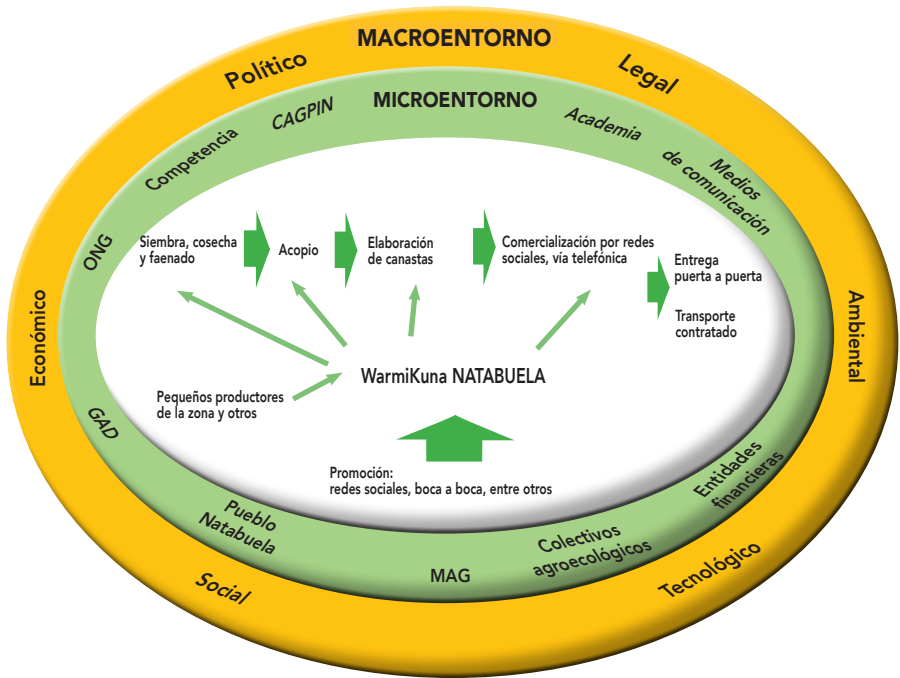 MACROENTORNO
Político
Legal
MICROENTORNO
CAGPIN
Academia
Competencia
Medios
de comunicación
ONG
Siembra, cosecha
y faenado
Acopio
Elaboración
de canastas
Comercialización por redes
sociales, vía telefónica
Entrega
puerta a puerta
Transporte
contratado
Económico
Ambiental
WarmiKuna NATABUELA
Pequeños productores
de la zona y otros
GAD
Promoción:
redes sociales, boca a boca, entre otros
Entidades
financieras
Pueblo
Natabuela
Colectivos
agroecológicos
MAG
Social
Tecnológico